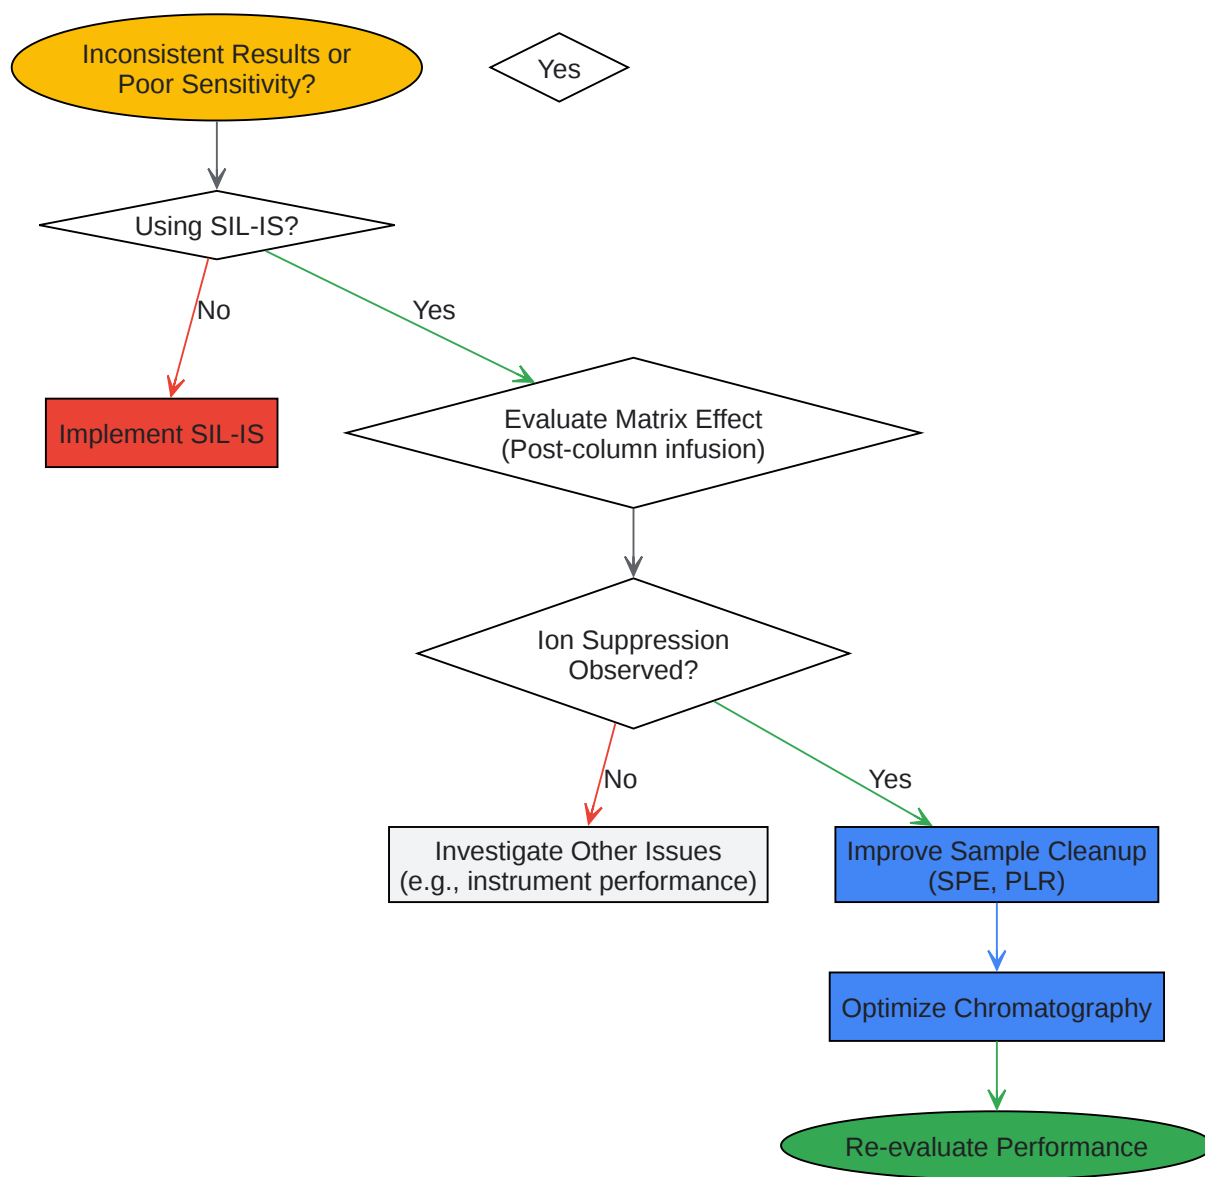 Inconsistent Results or
Poor Sensitivity?
Yes
Using SIL-IS?
No
Yes
Implement SIL-IS
Evaluate Matrix Effect
(Post-column infusion)
Ion Suppression
Observed?
No
Yes
Investigate Other Issues
(e.g., instrument performance)
Improve Sample Cleanup
(SPE, PLR)
Optimize Chromatography
Re-evaluate Performance